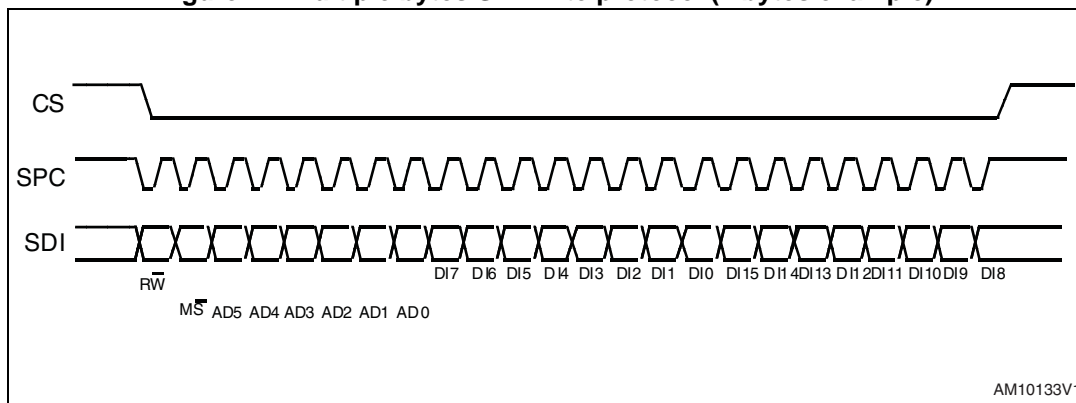 CS
SPC
SDI
RW DI7 DI6 DI5 DI4 DI3 DI2 DI1 DI0 DI15 DI14 DI13 DI12 DI11 DI10 DI9 DI8
MS AD5 AD4 AD3 AD2 AD1 AD0
AM10133V1